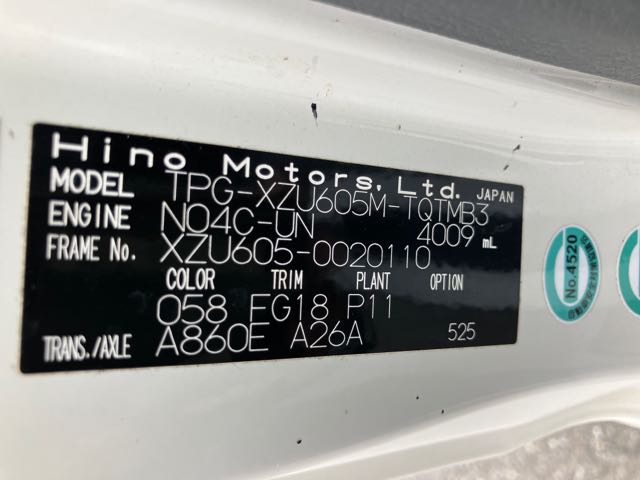 Hino Motors, Ltd. JAPAN
MODEL TPG-XZU605M-TQTMB3
ENGINE N04C-UN 4009 mL
FRAME No. XZU605-0020110
COLOR TRIM PLANT OPTION
058 FG18 P11
TRANS./AXLE A860E A26A 525
No.4520